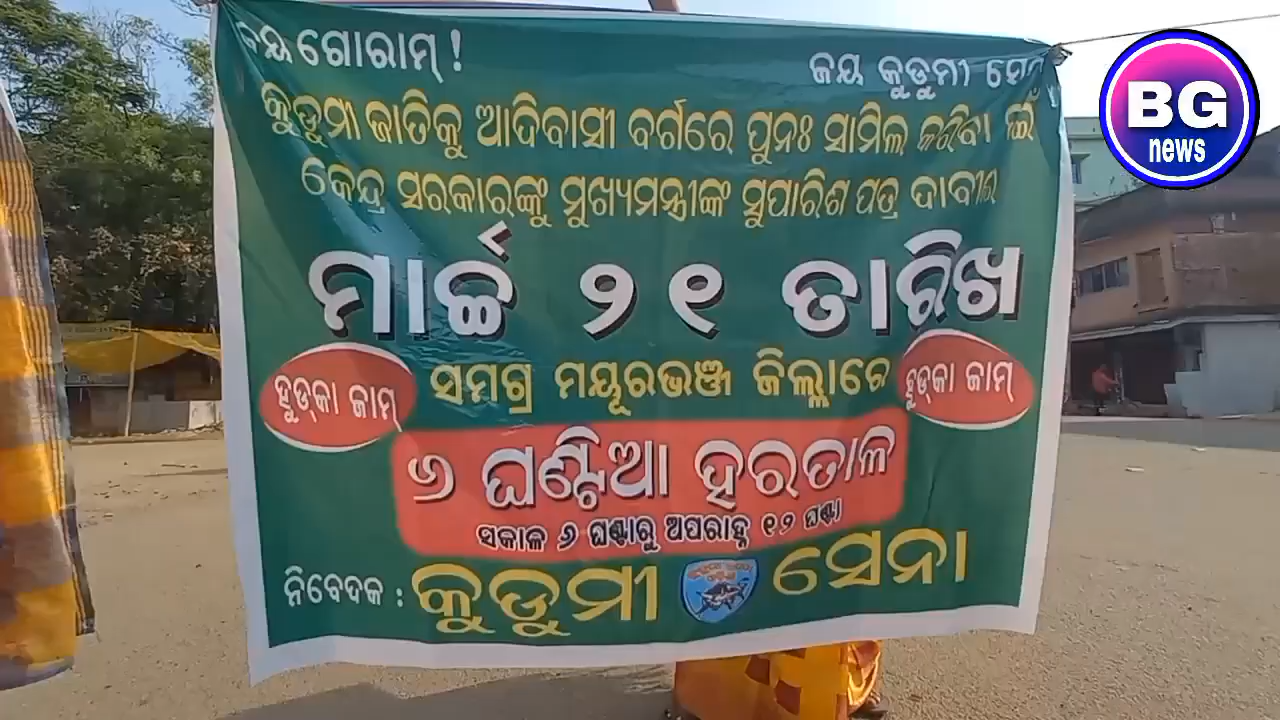 ଜୟ ଗୋରାମ୍ !
ଜୟ କୁଡୁମୀ
BG
news
କୁଡୁମୀ ଜାତିକୁ ଆଦିବାସୀ ବର୍ଗରେ ପୁନଃ ସାମିଲ କରିବା
କେନ୍ଦ୍ର ସରକାରଙ୍କୁ ମୁଖ୍ୟମନ୍ତ୍ରୀଙ୍କ ସୁପାରିଶ ପତ୍ର ଦାବୀର
ମାର୍ଚ୍ଚ ୨୧ ତାରିଖ
ହୁଡ଼୍‌କା ଜାମ୍
ସମଗ୍ର ମୟୂରଭଞ୍ଜ ଜିଲ୍ଲାରେ
ହୁଡ଼୍‌କା ଜାମ୍
୬ ଘଣ୍ଟିଆ ହରତାଳ
ସକାଳ ୬ ଘଣ୍ଟାରୁ ଅପରାହ୍ନ ୧୨ ଘଣ୍ଟା
ନିବେଦକ : କୁଡୁମୀ ସେନା